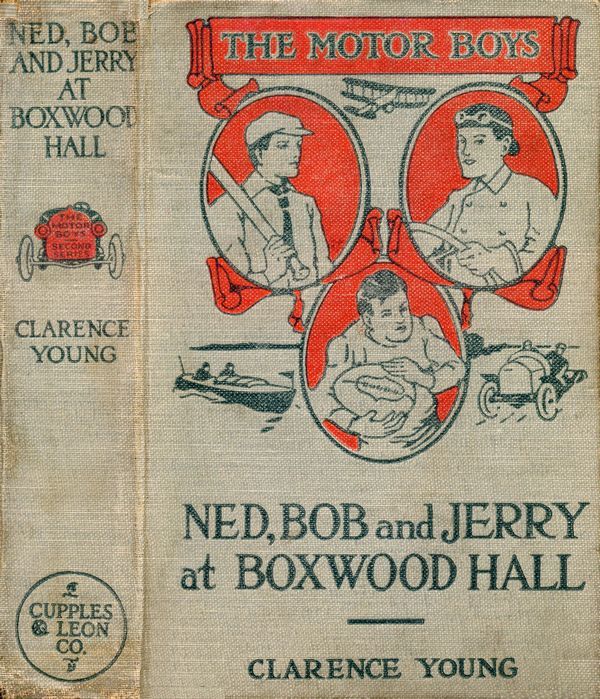 NED, BOB
AND JERRY
AT
BOXWOOD
HALL
THE
MOTOR
BOYS
SECOND
SERIES
CLARENCE
YOUNG
CUPPLES
& LEON
CO.
THE MOTOR BOYS
NED, BOB and JERRY
at BOXWOOD HALL
CLARENCE YOUNG